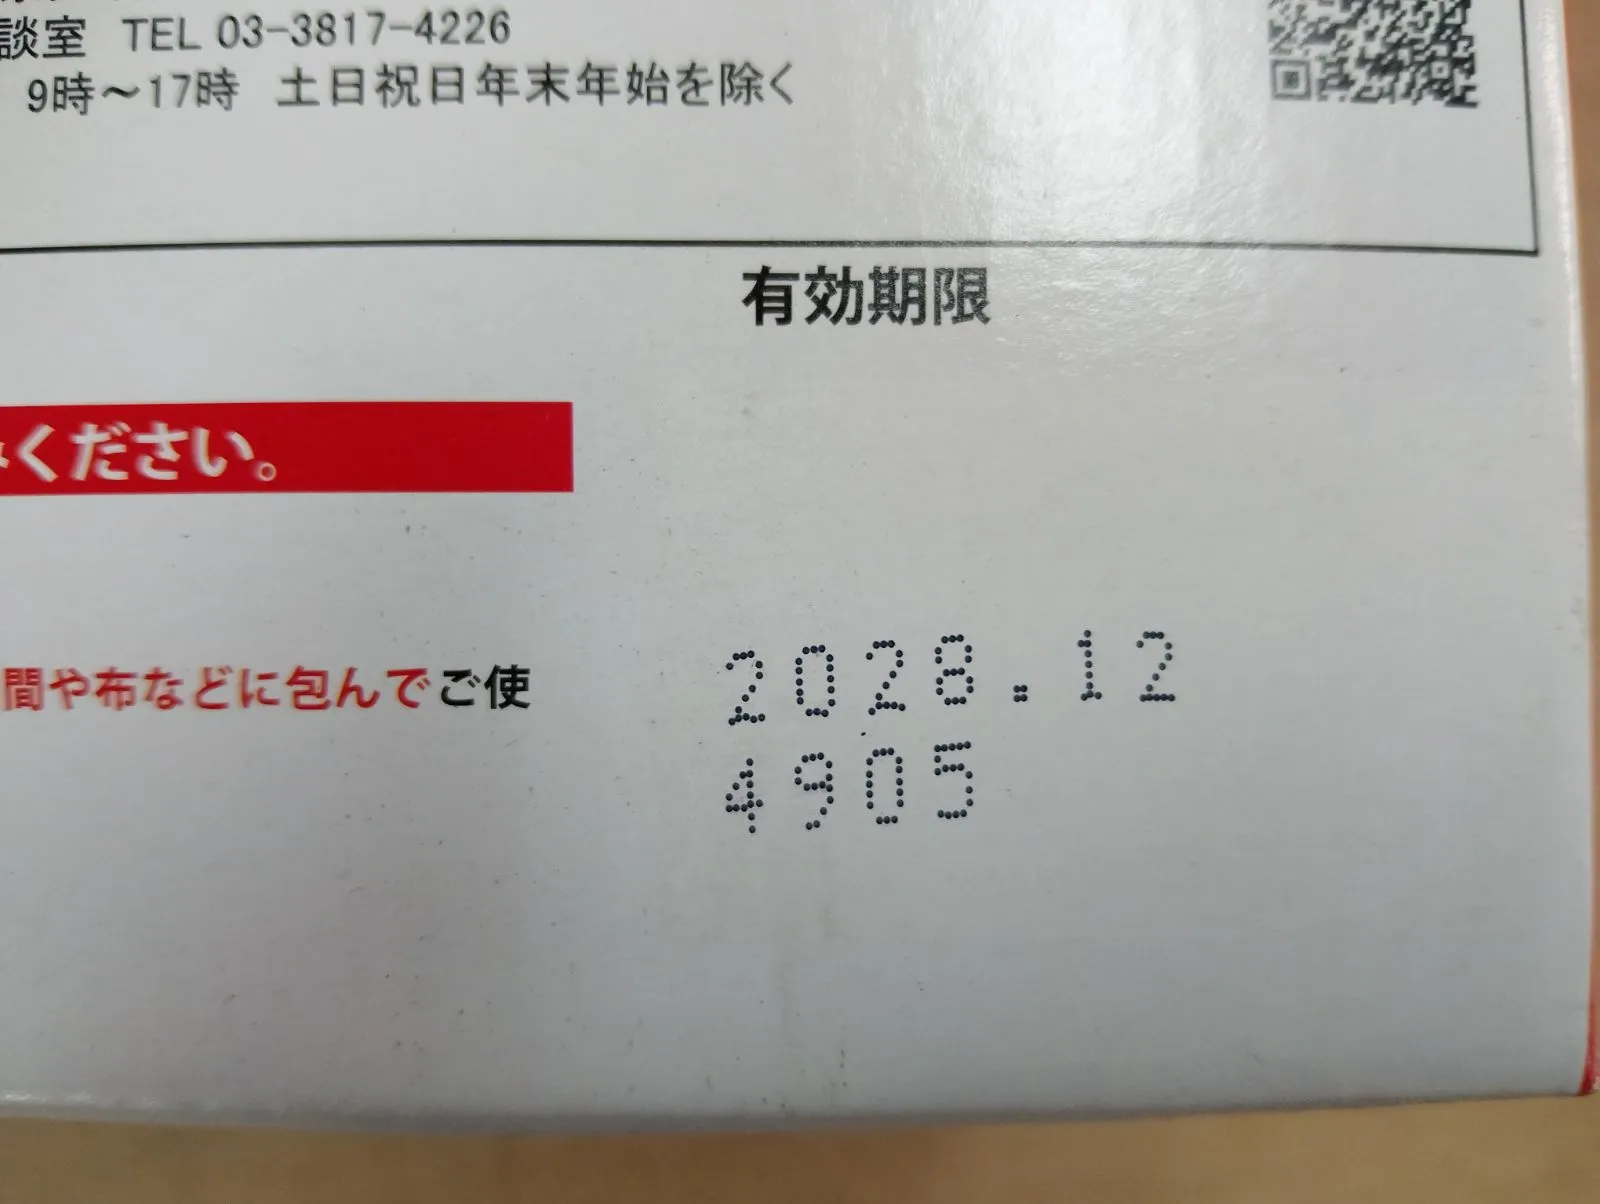 談室 TEL 03-3817-4226
9時～17時 土日祝日年末年始を除く
有効期限
ください。
間や布などに包んでご使
2028.12
4905